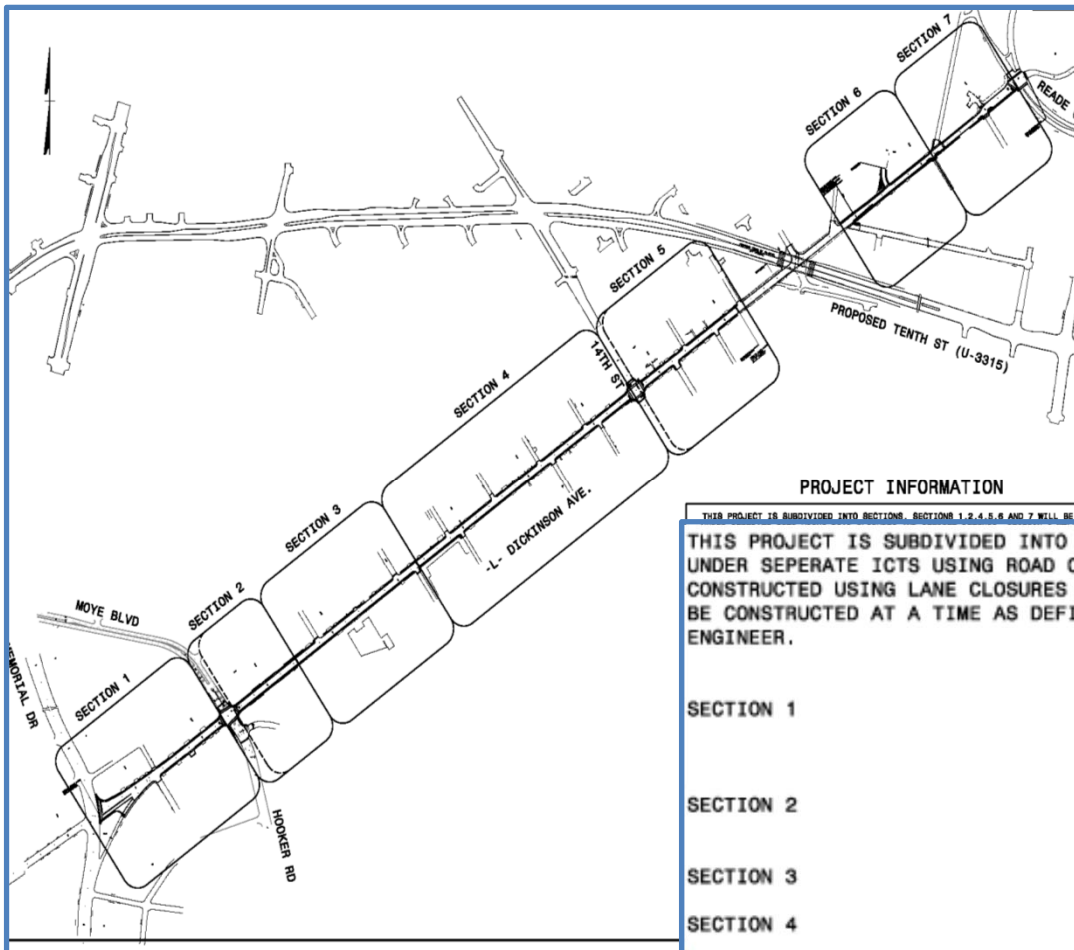 SECTION 7
SECTION 6
READE
SECTION 5
PROPOSED TENTH ST (U-3315)
14TH ST
SECTION 4
SECTION 3
-L- DICKINSON AVE.
SECTION 2
MOYE BLVD
SECTION 1
MEMORIAL DR
HOOKER RD
PROJECT INFORMATION
THIS PROJECT IS SUBDIVIDED INTO SECTIONS. SECTIONS 1,2,4,5,6 AND 7 WILL BE
THIS PROJECT IS SUBDIVIDED INTO
UNDER SEPERATE ICTS USING ROAD
CONSTRUCTED USING LANE CLOSURES
BE CONSTRUCTED AT A TIME AS DEFI
ENGINEER.
SECTION 1
SECTION 2
SECTION 3
SECTION 4